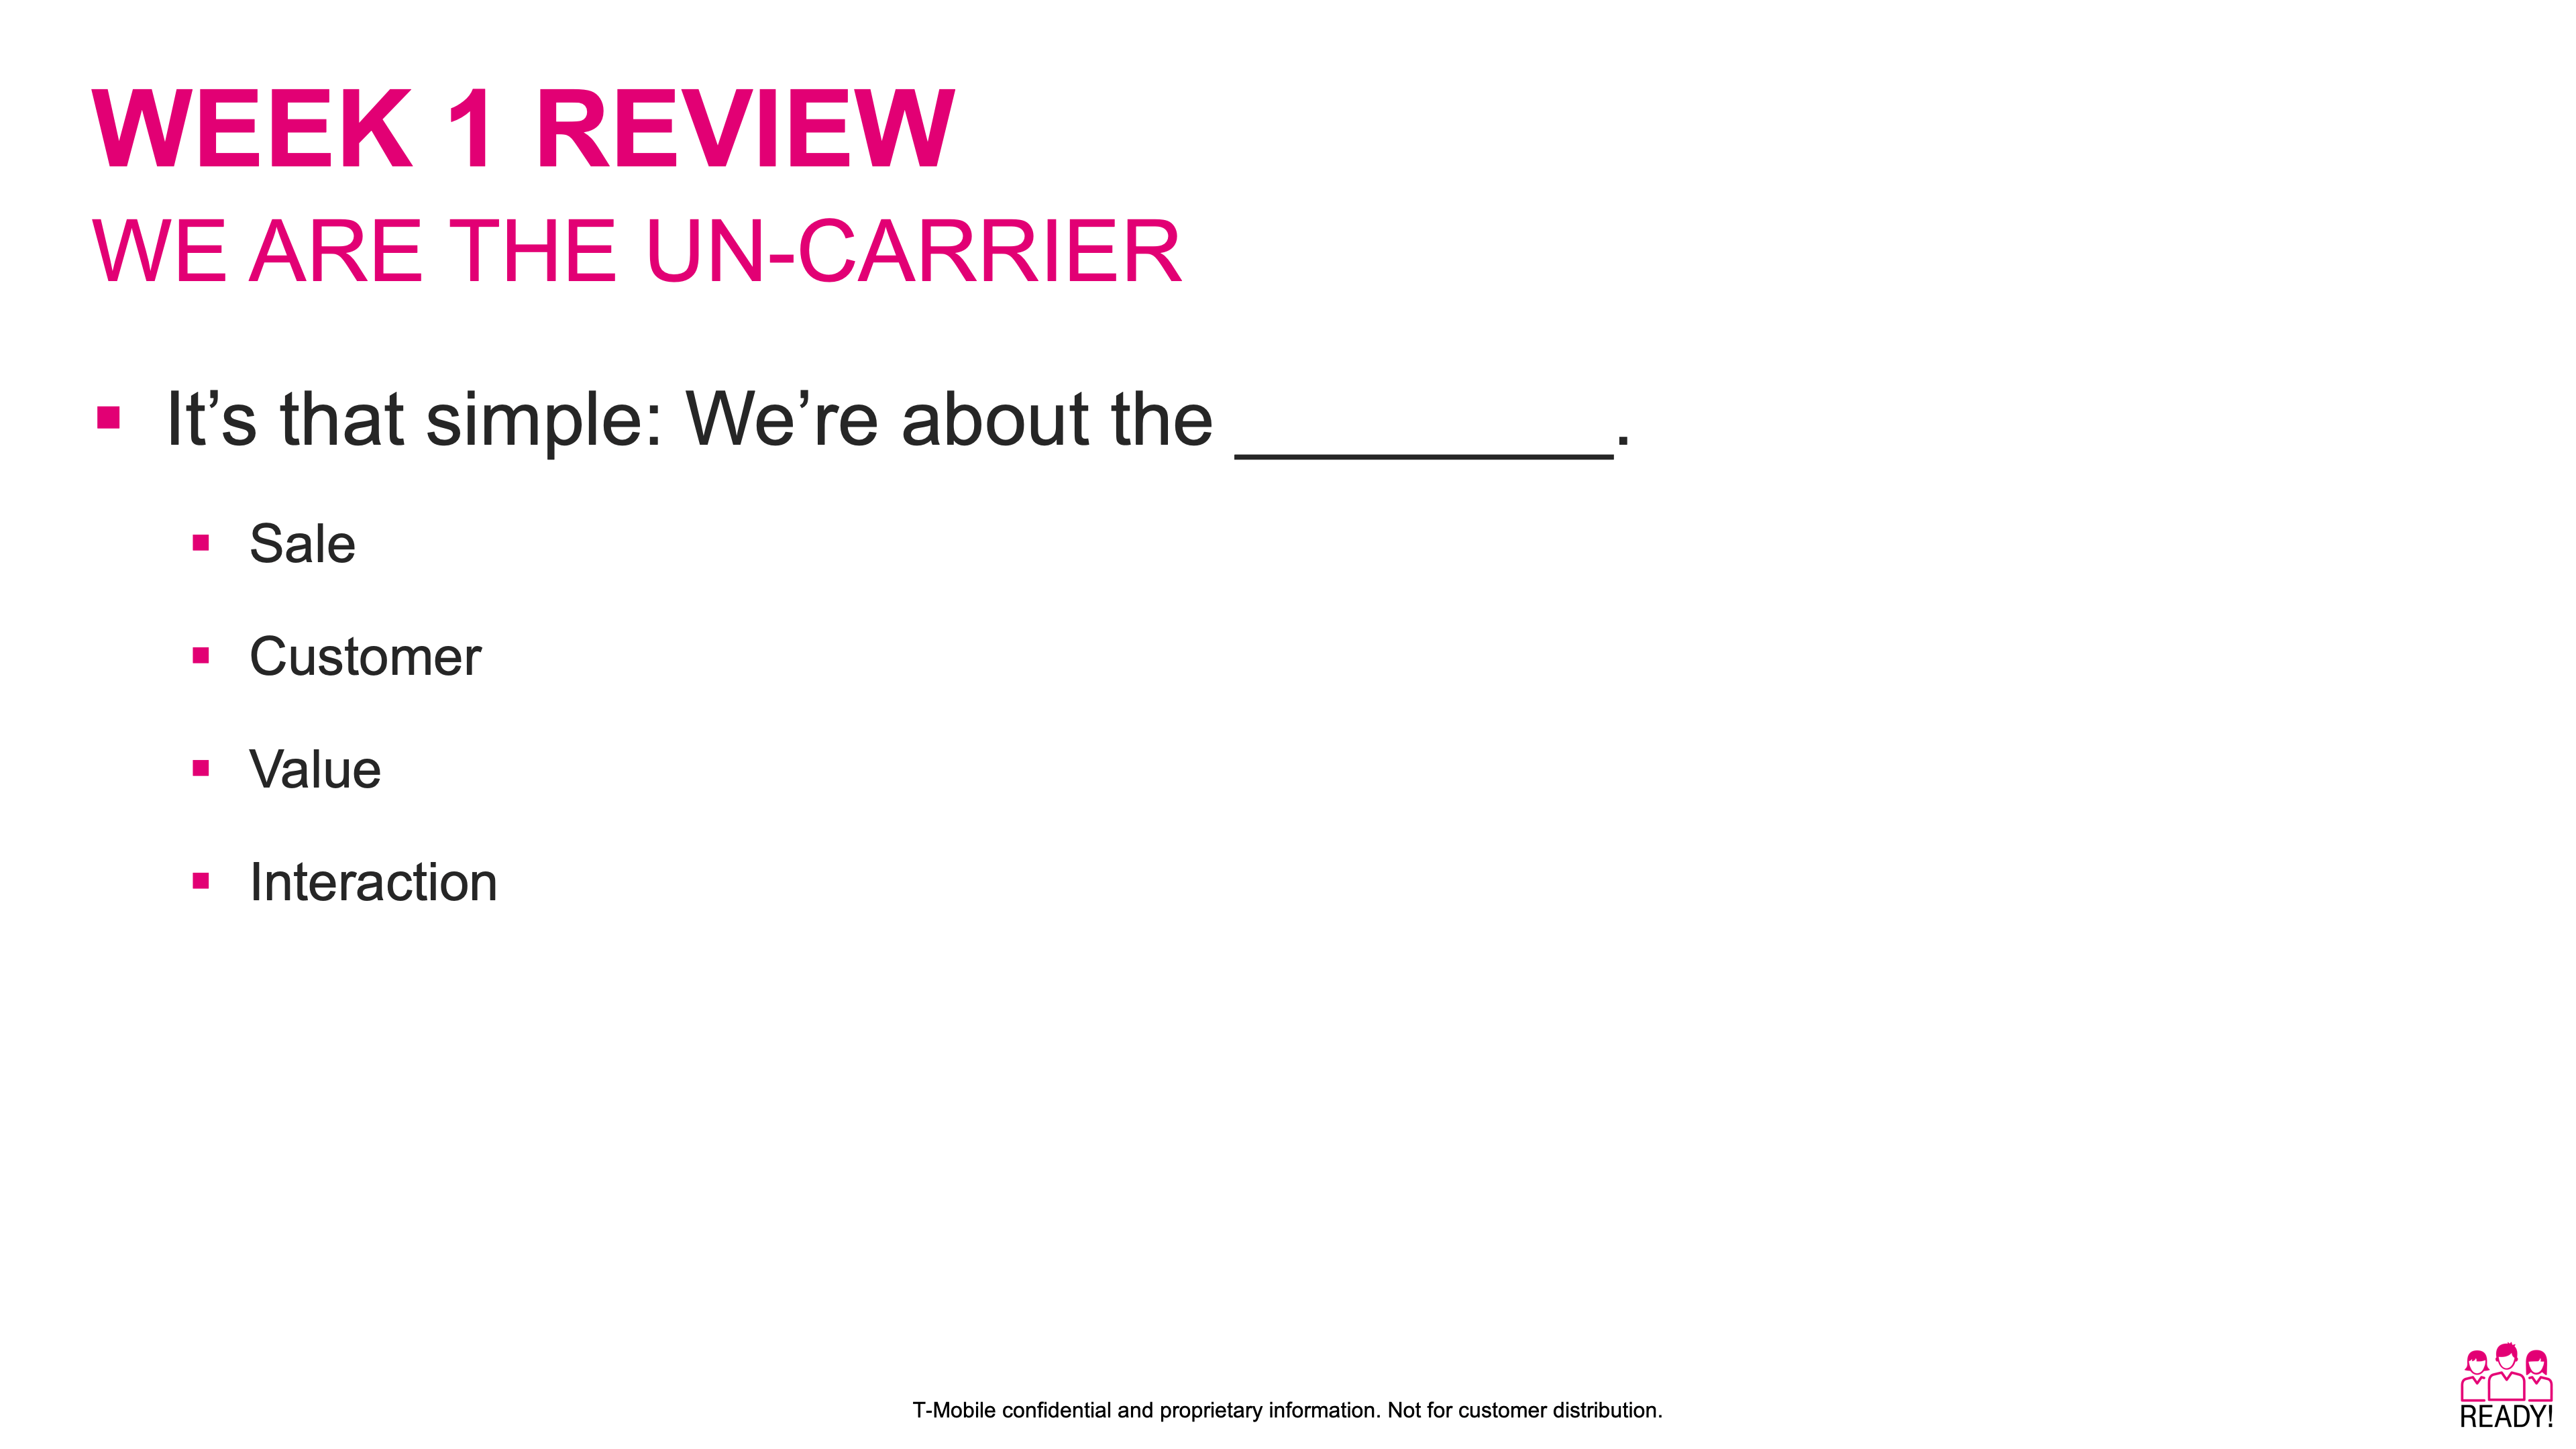 WEEK 1 REVIEW
WE ARE THE UN-CARRIER
▪ It’s that simple: We’re about the __________.
▪ Sale
▪ Customer
▪ Value
▪ Interaction
T-Mobile confidential and proprietary information. Not for customer distribution.
READY!